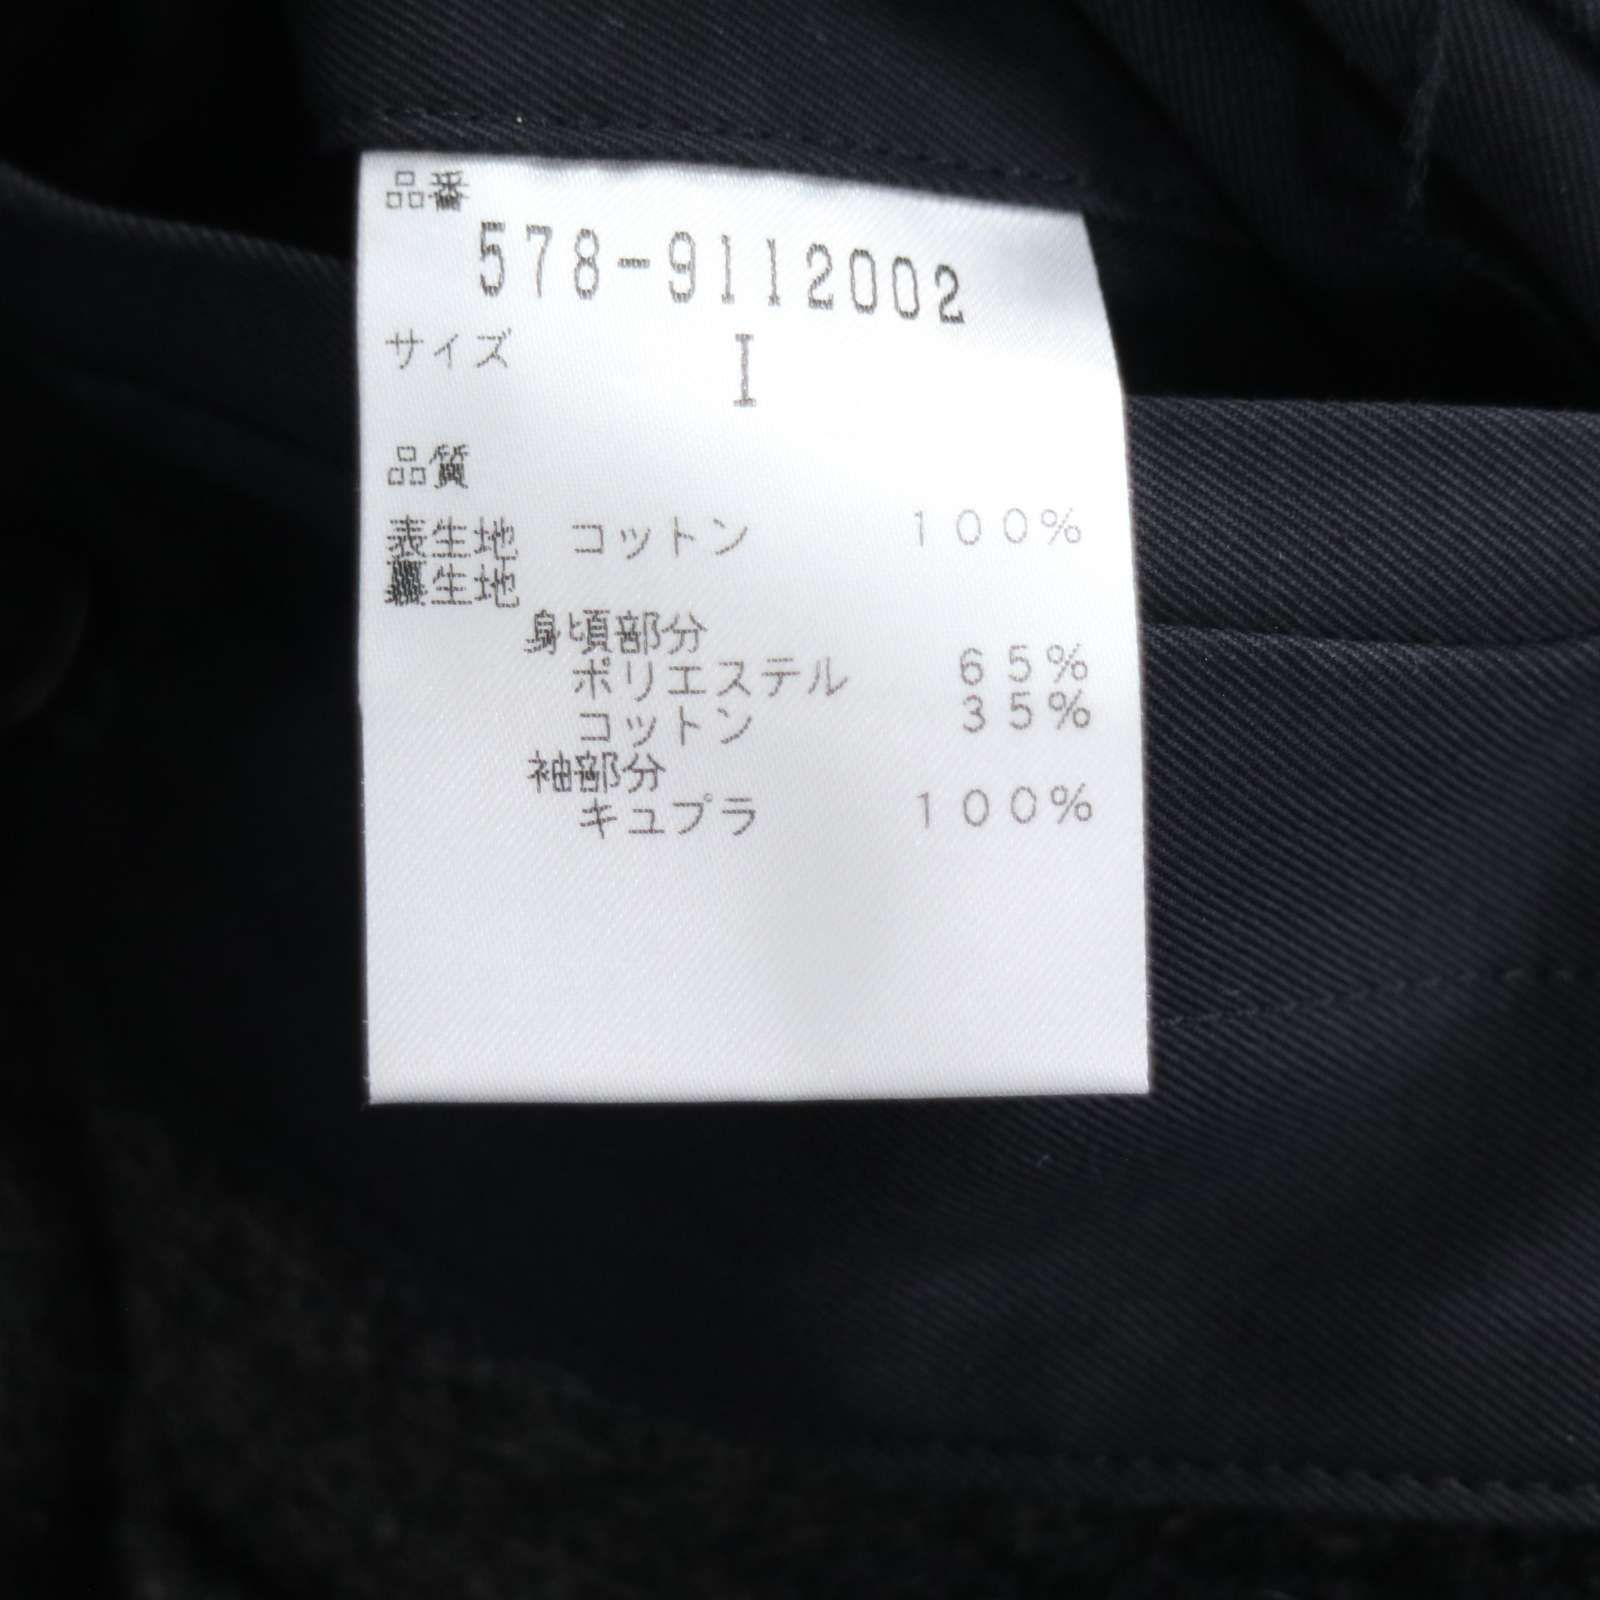 品番
578-9112002
サイズ I
品質
表生地 コットン 100%
裏生地
身頃部分
ポリエステル 65%
コットン 35%
袖部分
キュプラ 100%